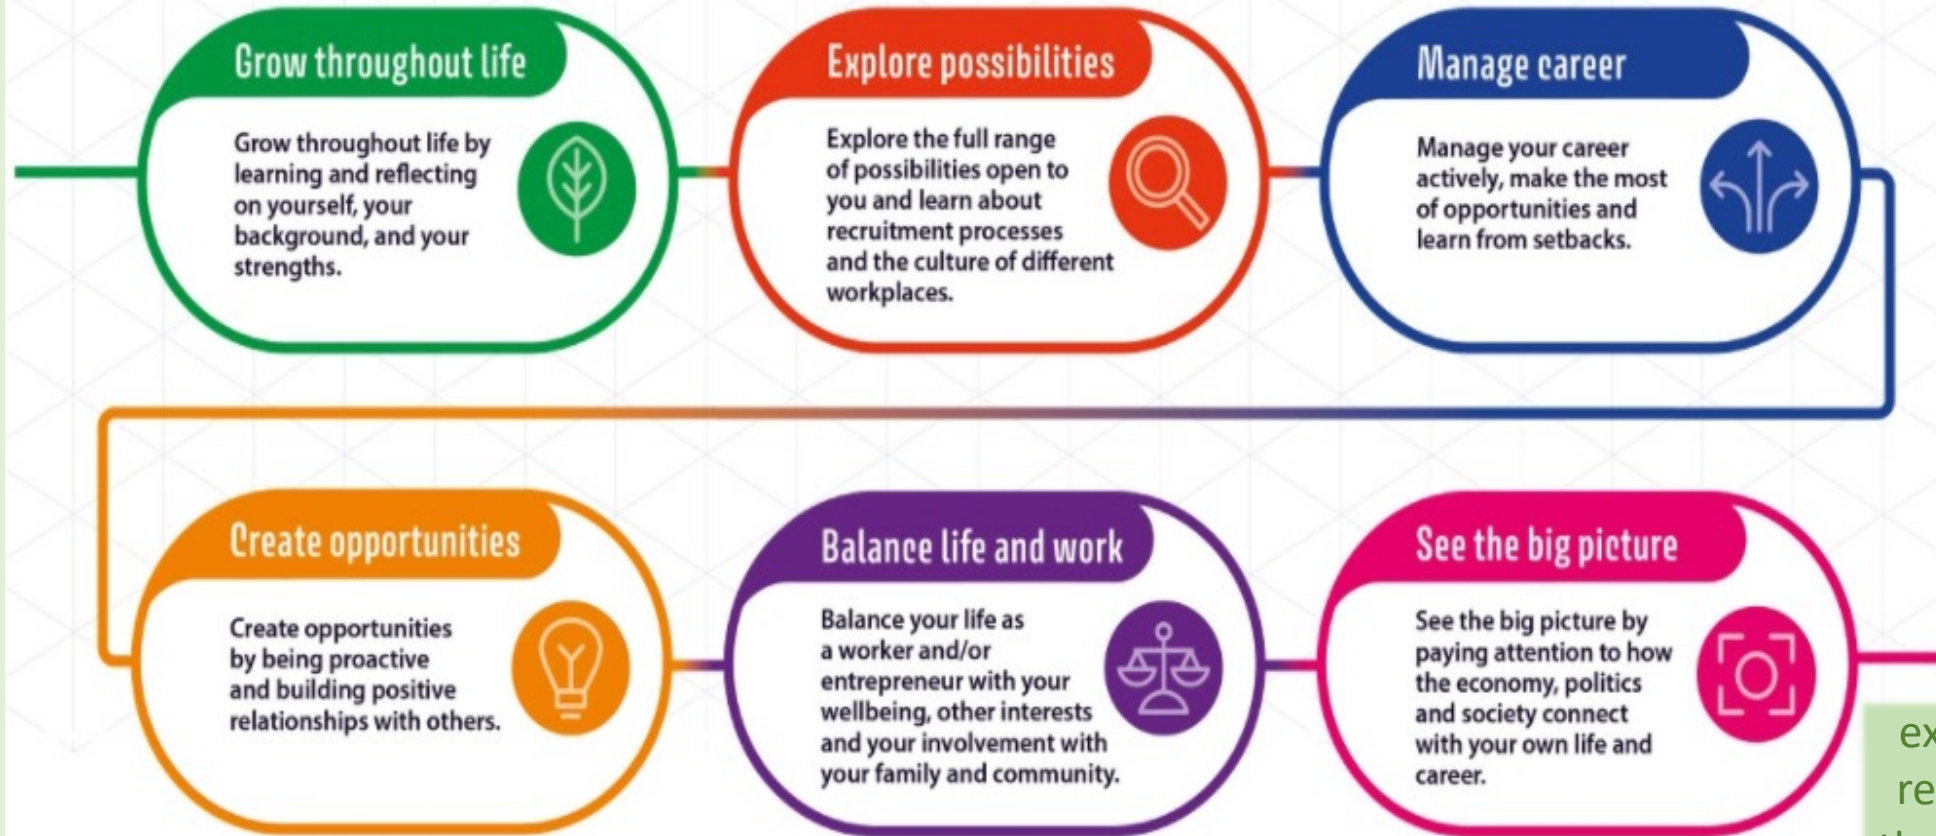 Grow throughout life
Grow throughout life by
learning and reflecting
on yourself, your
background, and your
strengths.
Explore possibilities
Explore the full range
of possibilities open to
you and learn about
recruitment processes
and the culture of different
workplaces.
Manage career
Manage your career
actively, make the most
of opportunities and
learn from setbacks.
Create opportunities
Create opportunities
by being proactive
and building positive
relationships with others.
Balance life and work
Balance your life as
a worker and/or
entrepreneur with your
wellbeing, other interests
and your involvement with
your family and community.
See the big picture
See the big picture by
paying attention to how
the economy, politics
and society connect
with your own life and
career.
ex
re